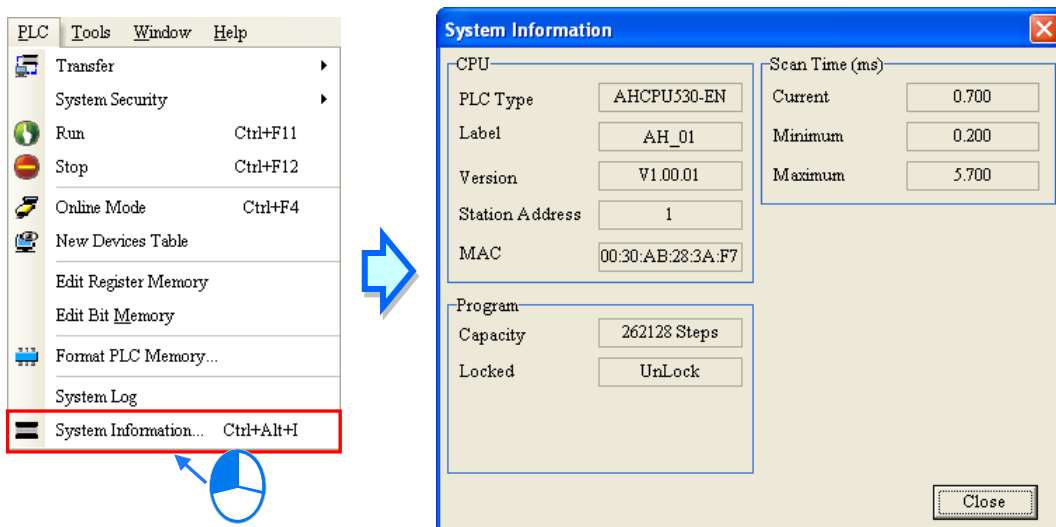 PLC Tools Window Help
Transfer
System Security
Run Ctrl+F11
Stop Ctrl+F12
Online Mode Ctrl+F4
New Devices Table
Edit Register Memory
Edit Bit Memory
Format PLC Memory...
System Log
System Information... Ctrl+Alt+I
System Information
CPU
PLC Type AHCPU530-EN
Label AH_01
Version V1.00.01
Station Address 1
MAC 00:30:AB:28:3A:F7
Program
Capacity 262128 Steps
Locked UnLock
Scan Time (ms)
Current 0.700
Minimum 0.200
Maximum 5.700
Close